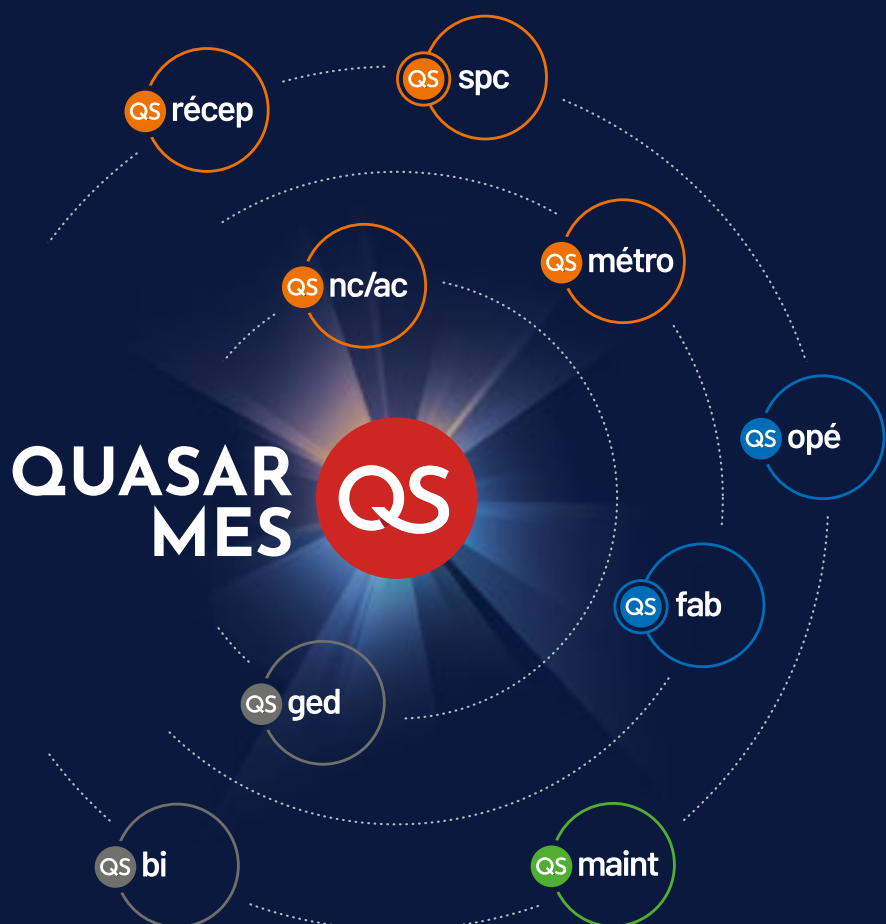 QS spc
QS récep
QS métro
QS nc/ac
QS opé
QUASAR
MES
QS
QS fab
QS ged
QS bi
QS maint